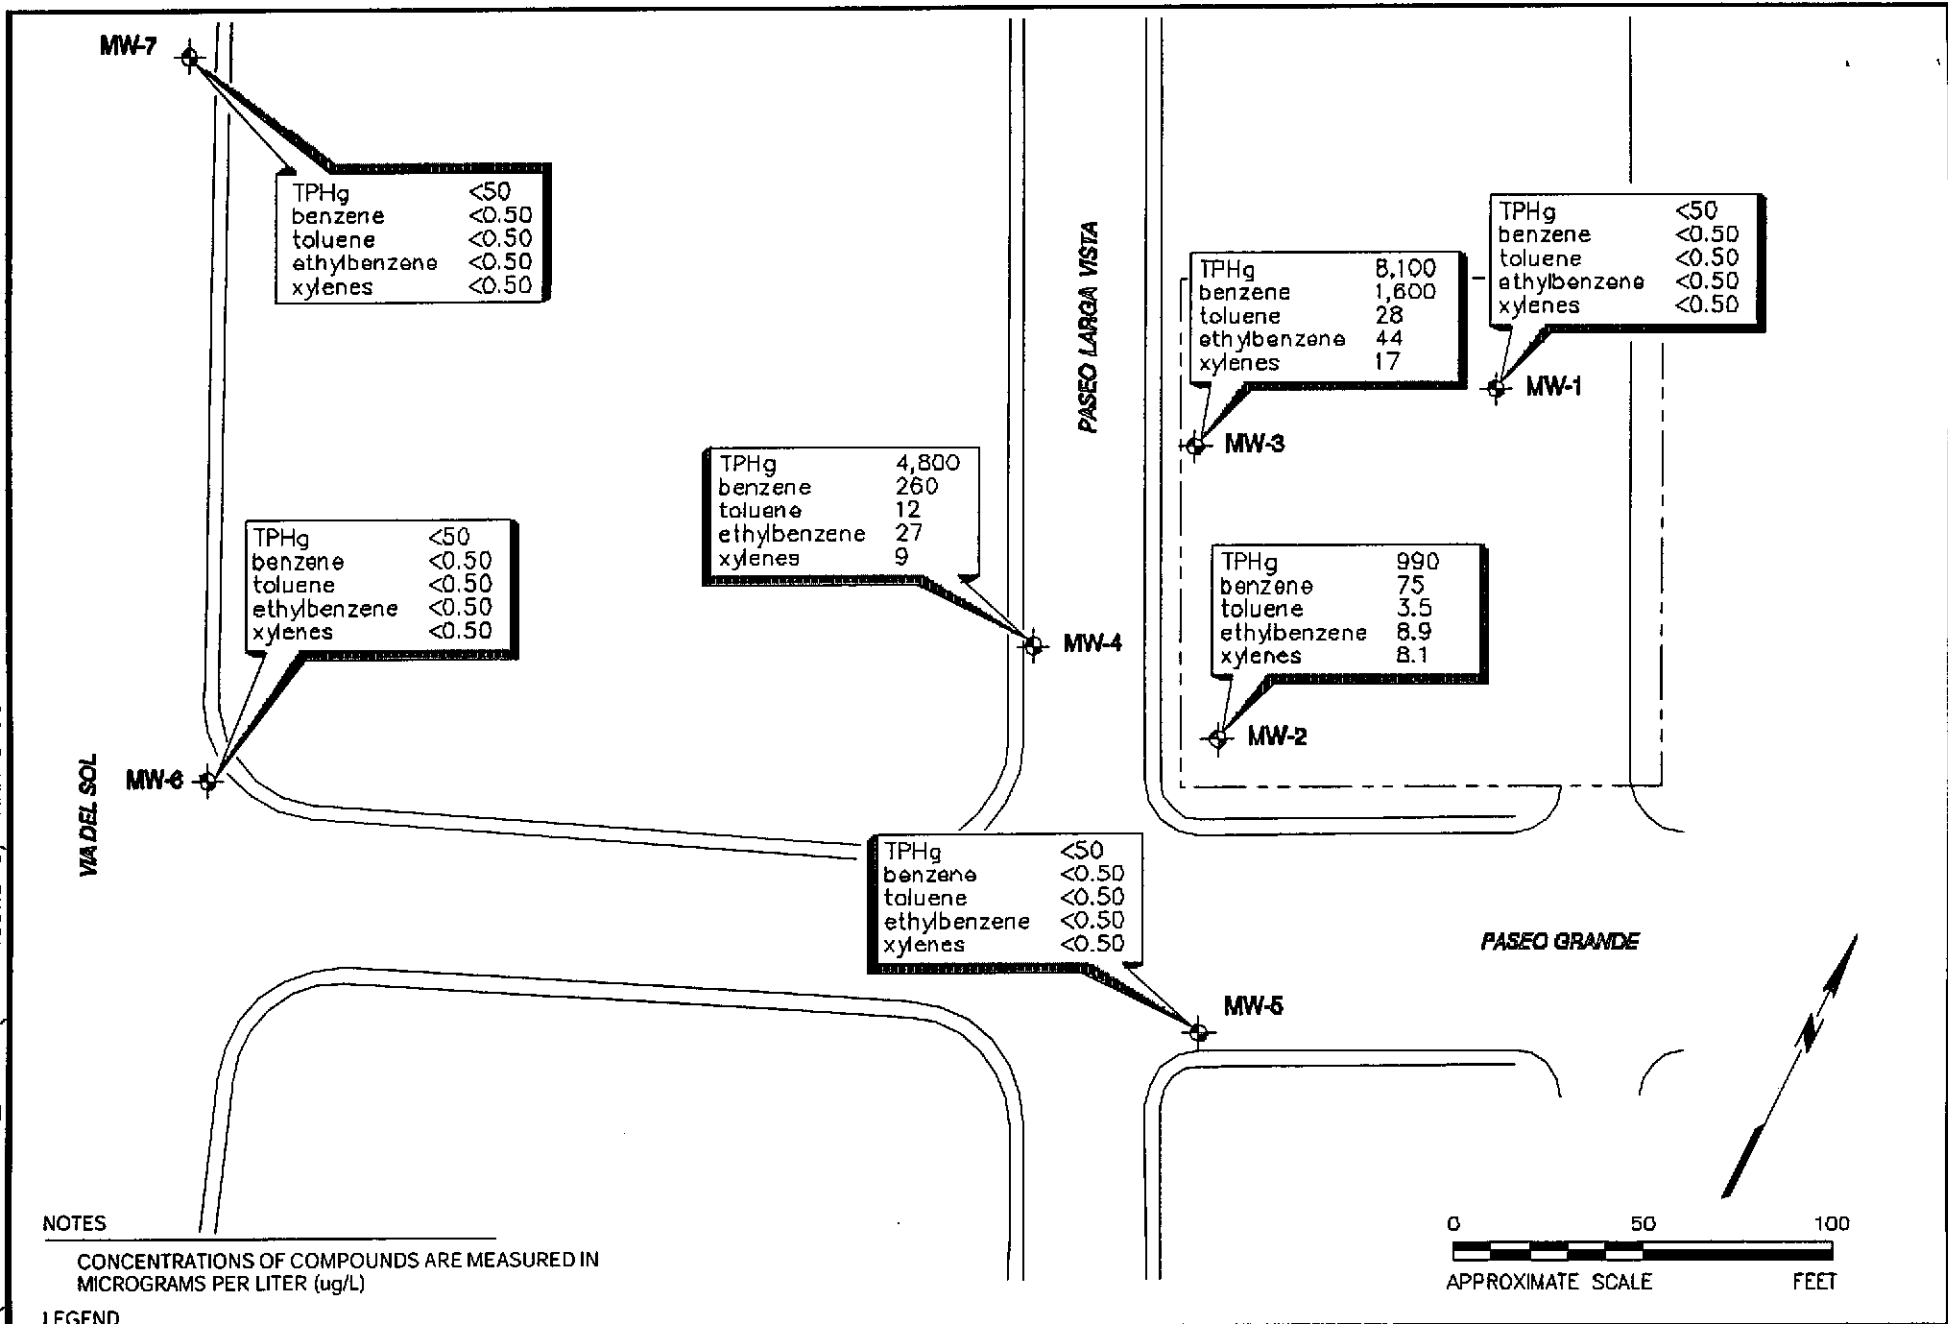 MW-7
TPHg <50
benzene <0.50
toluene <0.50
ethylbenzene <0.50
xylenes <0.50
TPHg <50
benzene <0.50
toluene <0.50
ethylbenzene <0.50
xylenes <0.50
MW-1
PASEO LARGA VISTA
TPHg 8,100
benzene 1,600
toluene 28
ethylbenzene 44
xylenes 17
MW-3
TPHg 4,800
benzene 260
toluene 12
ethylbenzene 27
xylenes 9
MW-4
TPHg <50
benzene <0.50
toluene <0.50
ethylbenzene <0.50
xylenes <0.50
MW-6
TPHg 990
benzene 75
toluene 3.5
ethylbenzene 8.9
xylenes 8.1
MW-2
VIA DEL SOL
TPHg <50
benzene <0.50
toluene <0.50
ethylbenzene <0.50
xylenes <0.50
MW-5
PASEO GRANDE
N
NOTES
CONCENTRATIONS OF COMPOUNDS ARE MEASURED IN
MICROGRAMS PER LITER (ug/L)
LEGEND
0 50 100
APPROXIMATE SCALE FEET